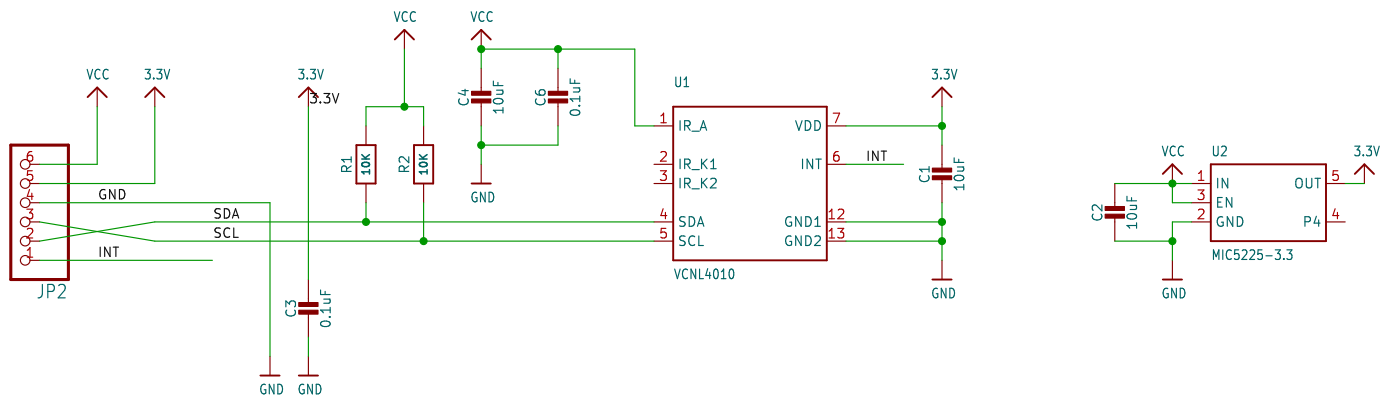 VCC
3.3V
6
5
4
3
2
1
GND
SDA
SCL
INT
JP2
GND
3.3V
3.3V
C3
0.1uF
GND
VCC
R1
10K
R2
10K
VCC
C4
10uF
C6
0.1uF
GND
U1
1 IR_A
2 IR_K1
3 IR_K2
4 SDA
5 SCL
VDD 7
INT 6
GND1 12
GND2 13
VCNL4010
INT
3.3V
C1
10uF
GND
VCC
C2
10uF
GND
U2
1 IN
3 EN
2 GND
OUT 5
P4 4
MIC5225-3.3
3.3V